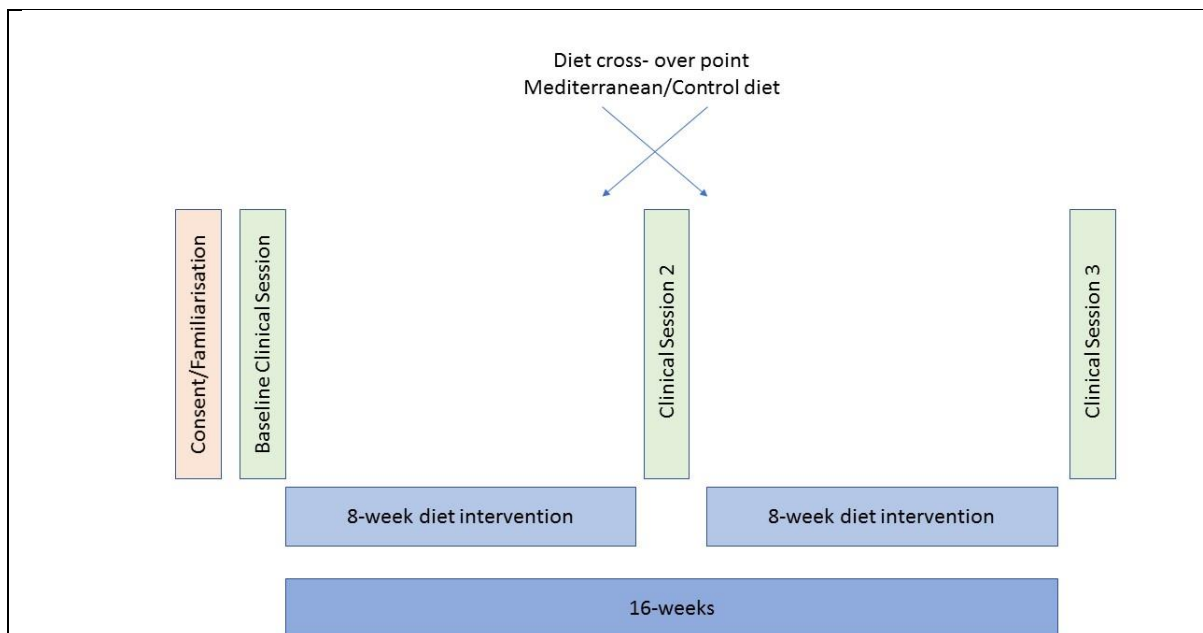 Diet cross- over point
Mediterranean/Control diet
Consent/Familiarisation
Baseline Clinical Session
Clinical Session 2
Clinical Session 3
8-week diet intervention
8-week diet intervention
16-weeks